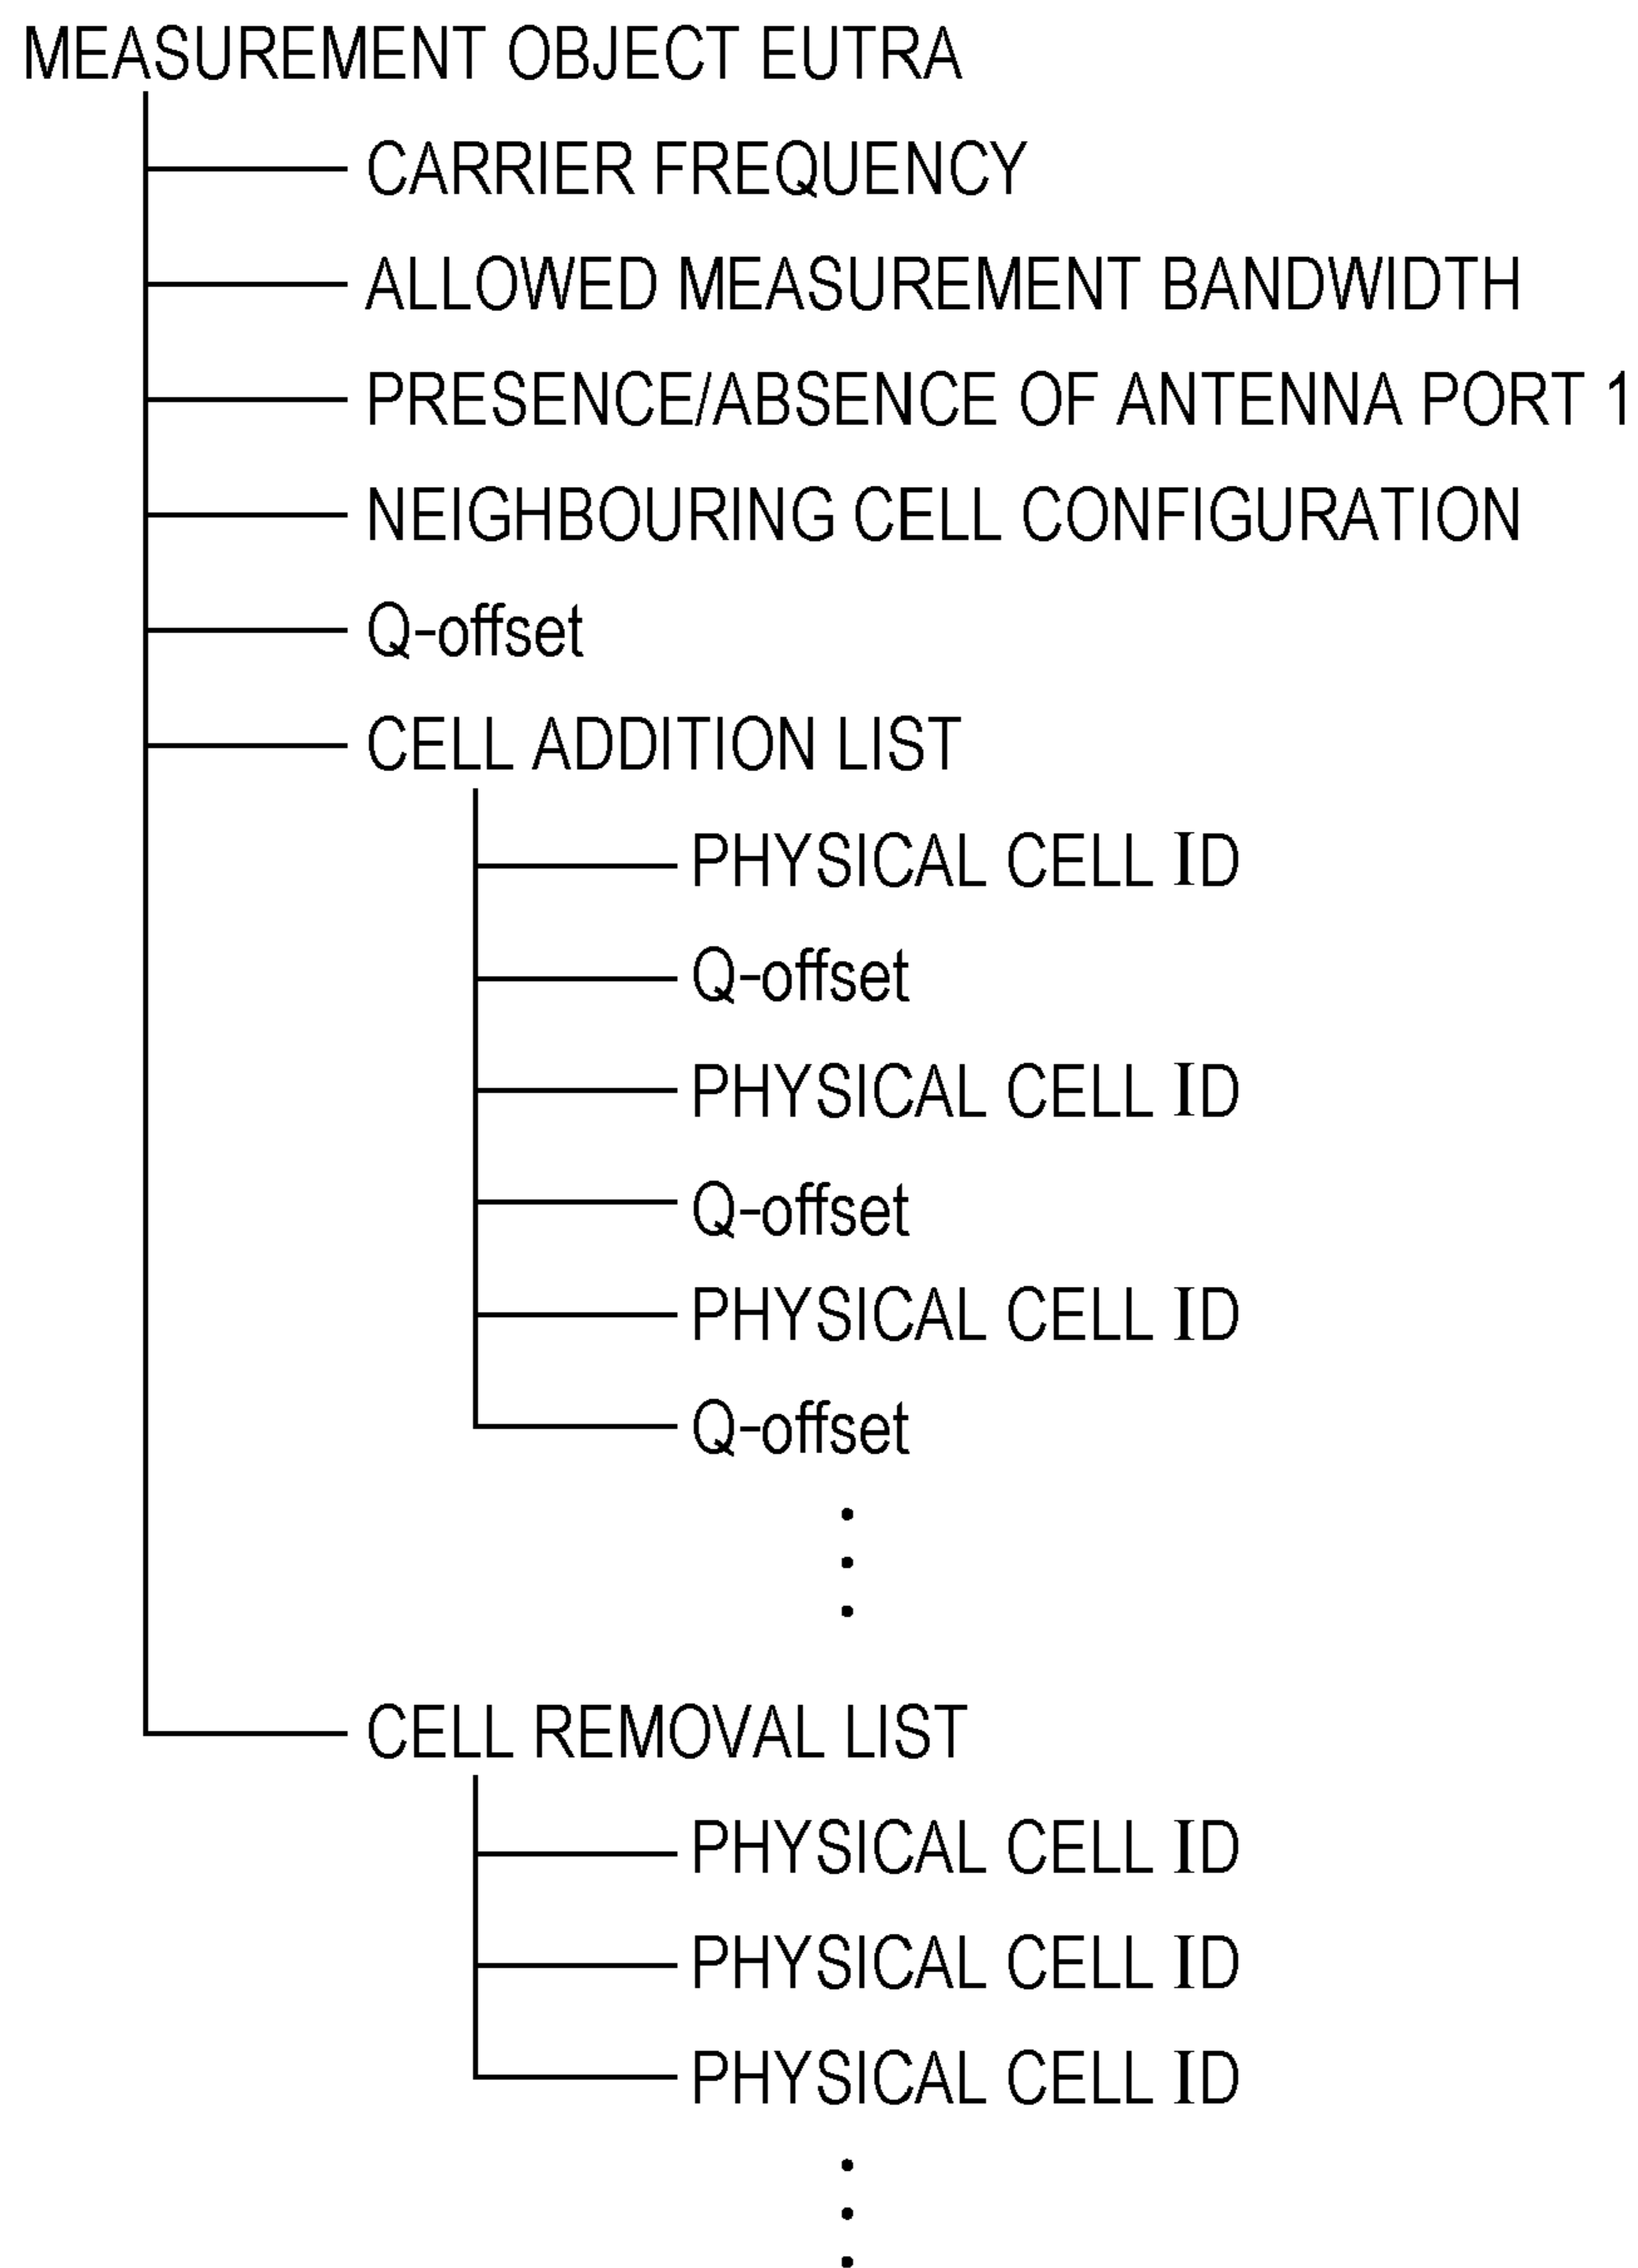 MEASUREMENT OBJECT EUTRA
CARRIER FREQUENCY
ALLOWED MEASUREMENT BANDWIDTH
PRESENCE/ABSENCE OF ANTENNA PORT 1
NEIGHBOURING CELL CONFIGURATION
Q-offset
CELL ADDITION LIST
PHYSICAL CELL ID
Q-offset
PHYSICAL CELL ID
Q-offset
PHYSICAL CELL ID
Q-offset
CELL REMOVAL LIST
PHYSICAL CELL ID
PHYSICAL CELL ID
PHYSICAL CELL ID